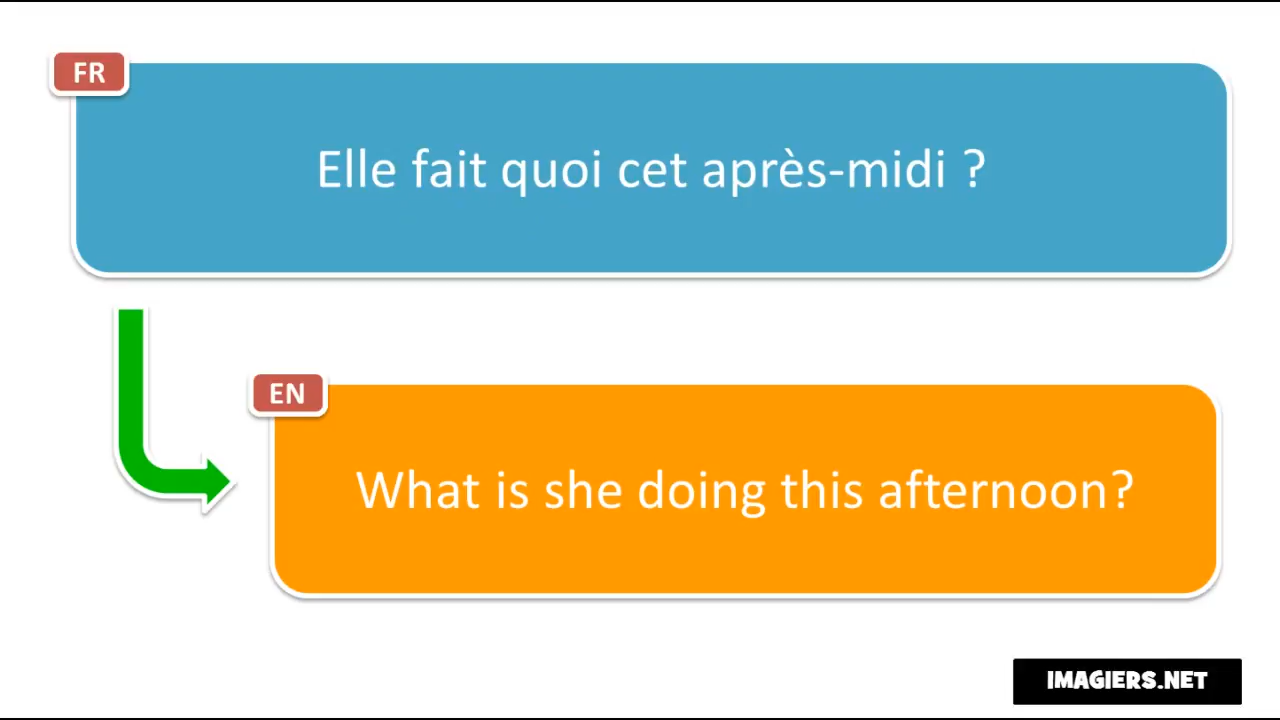 FR
Elle fait quoi cet après-midi ?
EN
What is she doing this afternoon?
IMAGIERS.NET